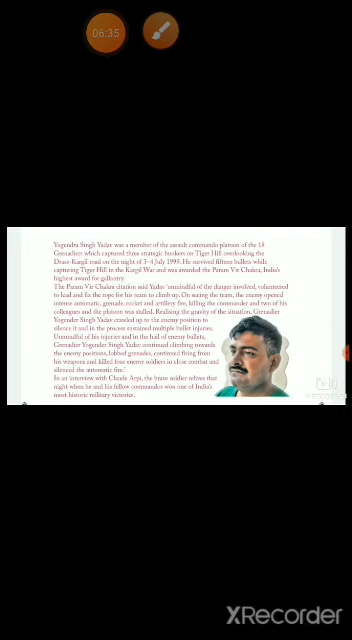 06:35
Yogendra Singh Yadav was a member of the assault commando platoon of the 18
Grenadiers which captured three strategic bunkers on Tiger Hill overlooking the
Drass-Kargil road on the night of 3-4 July 1999. He survived fifteen bullets while
capturing Tiger Hill in the Kargil War and was awarded the Param Vir Chakra, India's
highest award for gallantry.
The Param Vir Chakra citation said Yadav 'unmindful of the danger involved, volunteered
to lead and fix the rope for his team to climb up. On seeing the team, the enemy opened
intense automatic, grenade, rocket and artillery fire, killing the commander and two of his
colleagues and the platoon was stalled. Realising the gravity of the situation, Grenadier
Yogender Singh Yadav crawled up to the enemy position to
silence it and in the process sustained multiple bullet injuries.
Unmindful of his injuries and in the hail of enemy bullets,
Grenadier Yogender Singh Yadav continued climbing towards
the enemy positions, lobbed grenades, continued firing from
his weapons and killed four enemy soldiers in close combat and
silenced the automatic fire.'
In an interview with Claude Arpi, the brave soldier relives that
night when he and his fellow commandos won one of India's
most historic military victories.
XRecorder